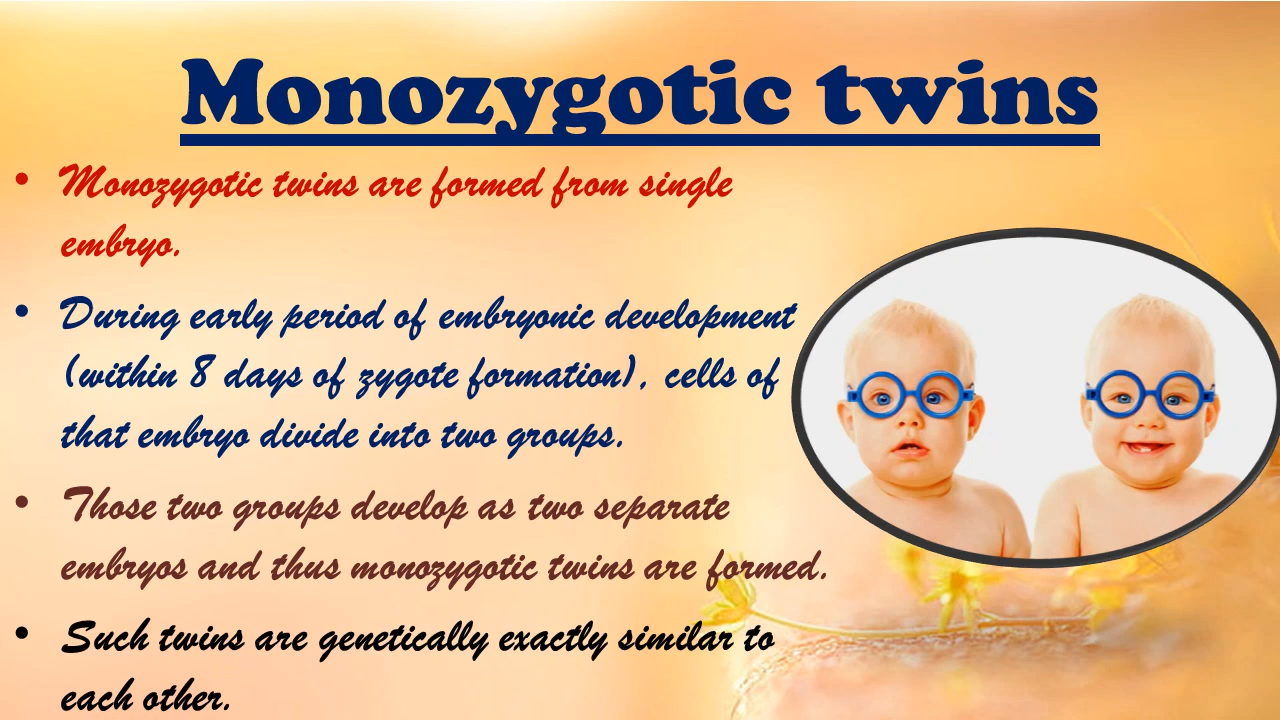 Monozygotic twins
• Monozygotic twins are formed from single
embryo.
• During early period of embryonic development
(within 8 days of zygote formation), cells of
that embryo divide into two groups.
• Those two groups develop as two separate
embryos and thus monozygotic twins are formed.
• Such twins are genetically exactly similar to
each other.